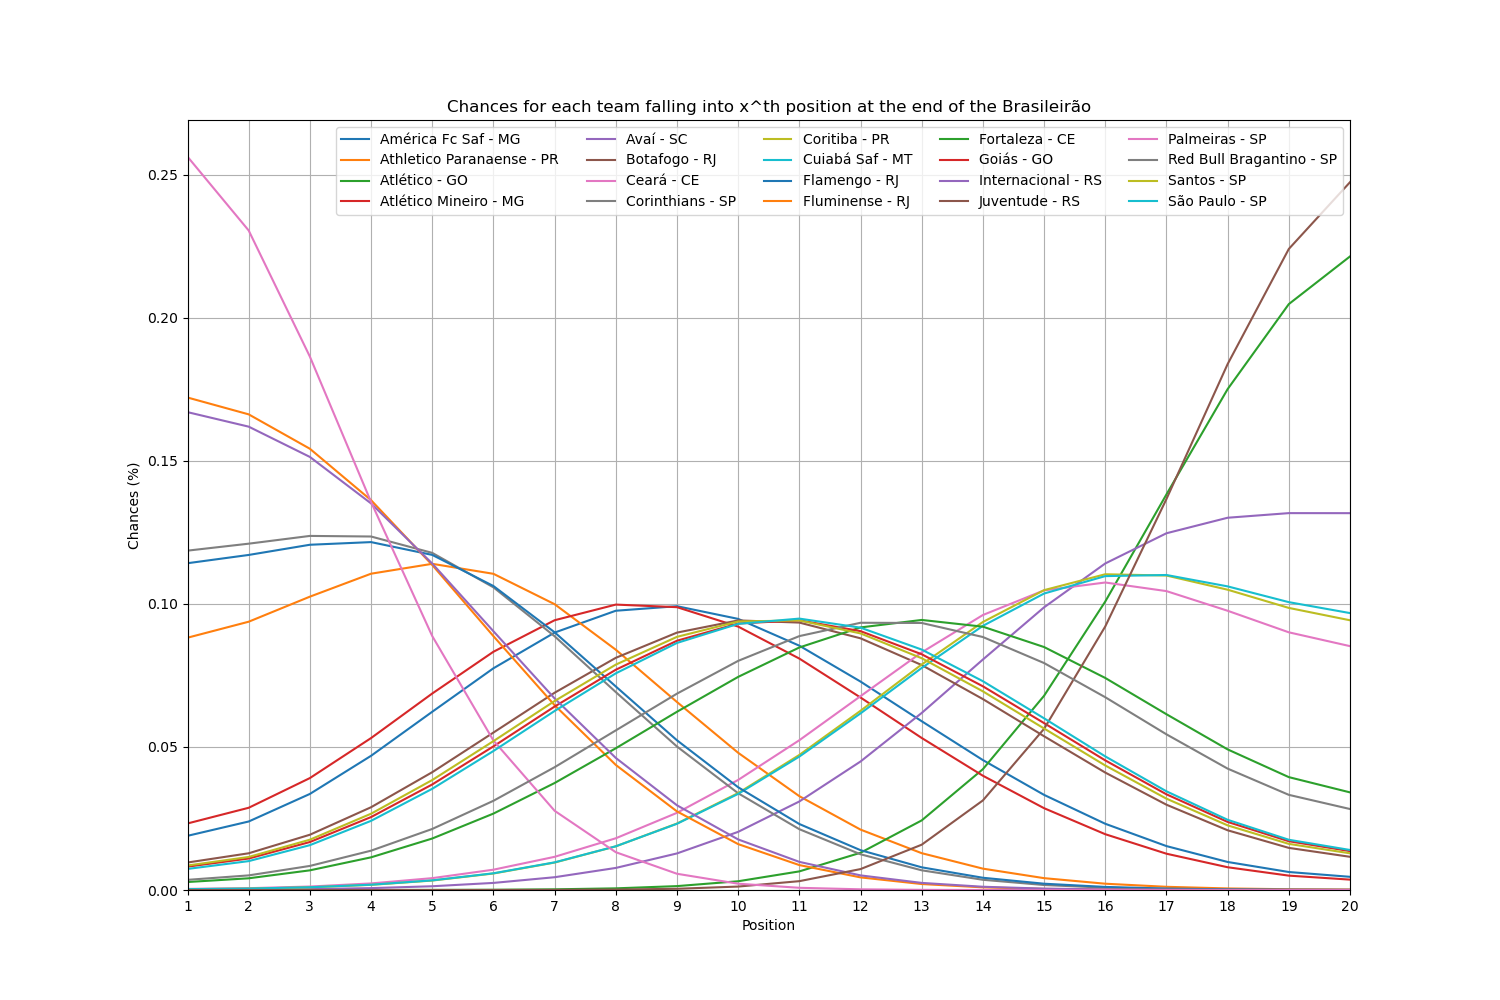 Chances for each team falling into x^th position at the end of the Brasileirão
América Fc Saf - MG
Athletico Paranaense - PR
Atlético - GO
Atlético Mineiro - MG
Avaí - SC
Botafogo - RJ
Ceará - CE
Corinthians - SP
Coritiba - PR
Cuiabá Saf - MT
Flamengo - RJ
Fluminense - RJ
Fortaleza - CE
Goiás - GO
Internacional - RS
Juventude - RS
Palmeiras - SP
Red Bull Bragantino - SP
Santos - SP
São Paulo - SP
Chances (%)
0.25
0.20
0.15
0.10
0.05
0.00
1 2 3 4 5 6 7 8 9 10 11 12 13 14 15 16 17 18 19 20
Position